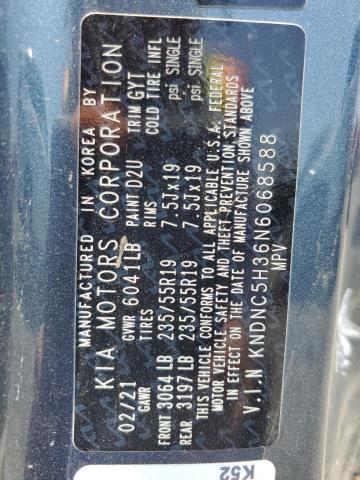 MANUFACTURED IN KOREA BY
KIA MOTORS CORPORATION
02/21 GVWR 6041LB PAINT D2U TRIM GYT
GAWR TIRES RIMS COLD TIRE INFL
FRONT 3064LB 235/55R19 7.5Jx19 psi SINGLE
REAR 3197LB 235/55R19 7.5Jx19 psi SINGLE
THIS VEHICLE CONFORMS TO ALL APPLICABLE U.S.A. FEDERAL
MOTOR VEHICLE SAFETY AND THEFT PREVENTION STANDARDS
IN EFFECT ON THE DATE OF MANUFACTURE SHOWN ABOVE
V.I.N KNDNC5H36N6068588
MPV
K52